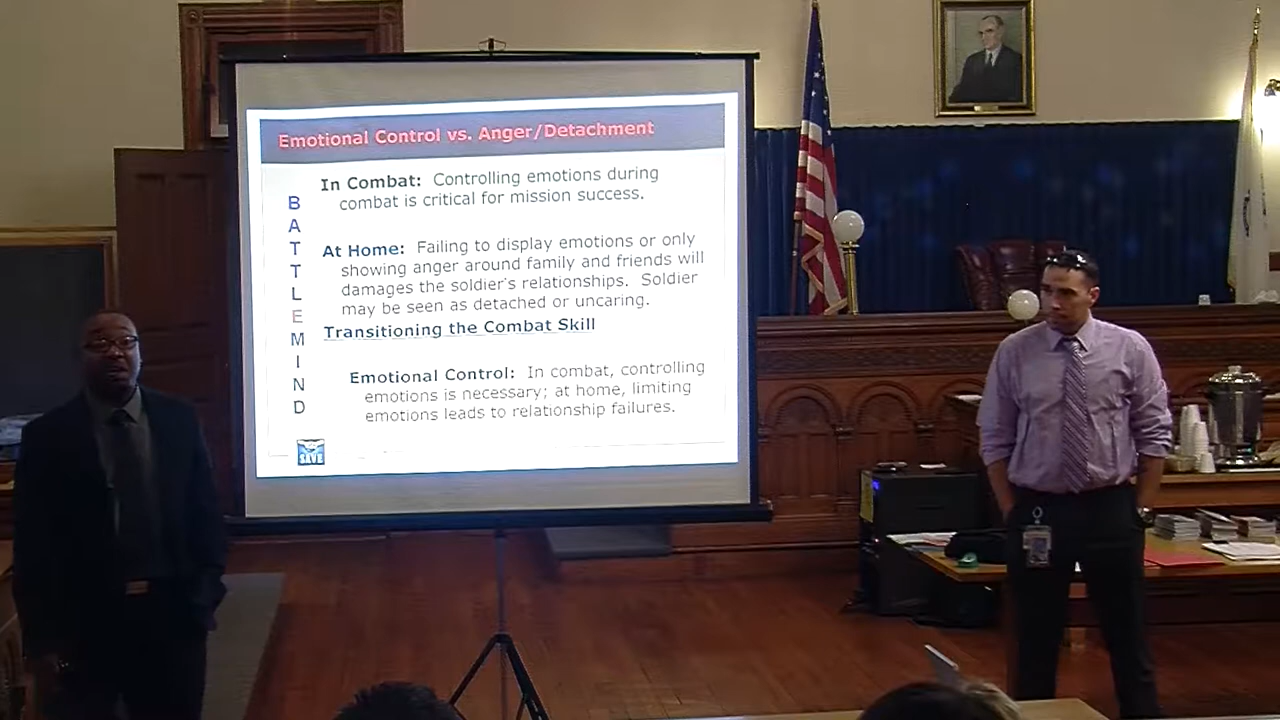 Emotional Control vs. Anger/Detachment
In Combat: Controlling emotions during
combat is critical for mission success.
At Home: Failing to display emotions or only
showing anger around family and friends will
damages the soldier's relationships. Soldier
may be seen as detached or uncaring.
Transitioning the Combat Skill
Emotional Control: In combat, controlling
emotions is necessary; at home, limiting
emotions leads to relationship failures.
B
A
T
T
L
E
M
I
N
D
SAVE